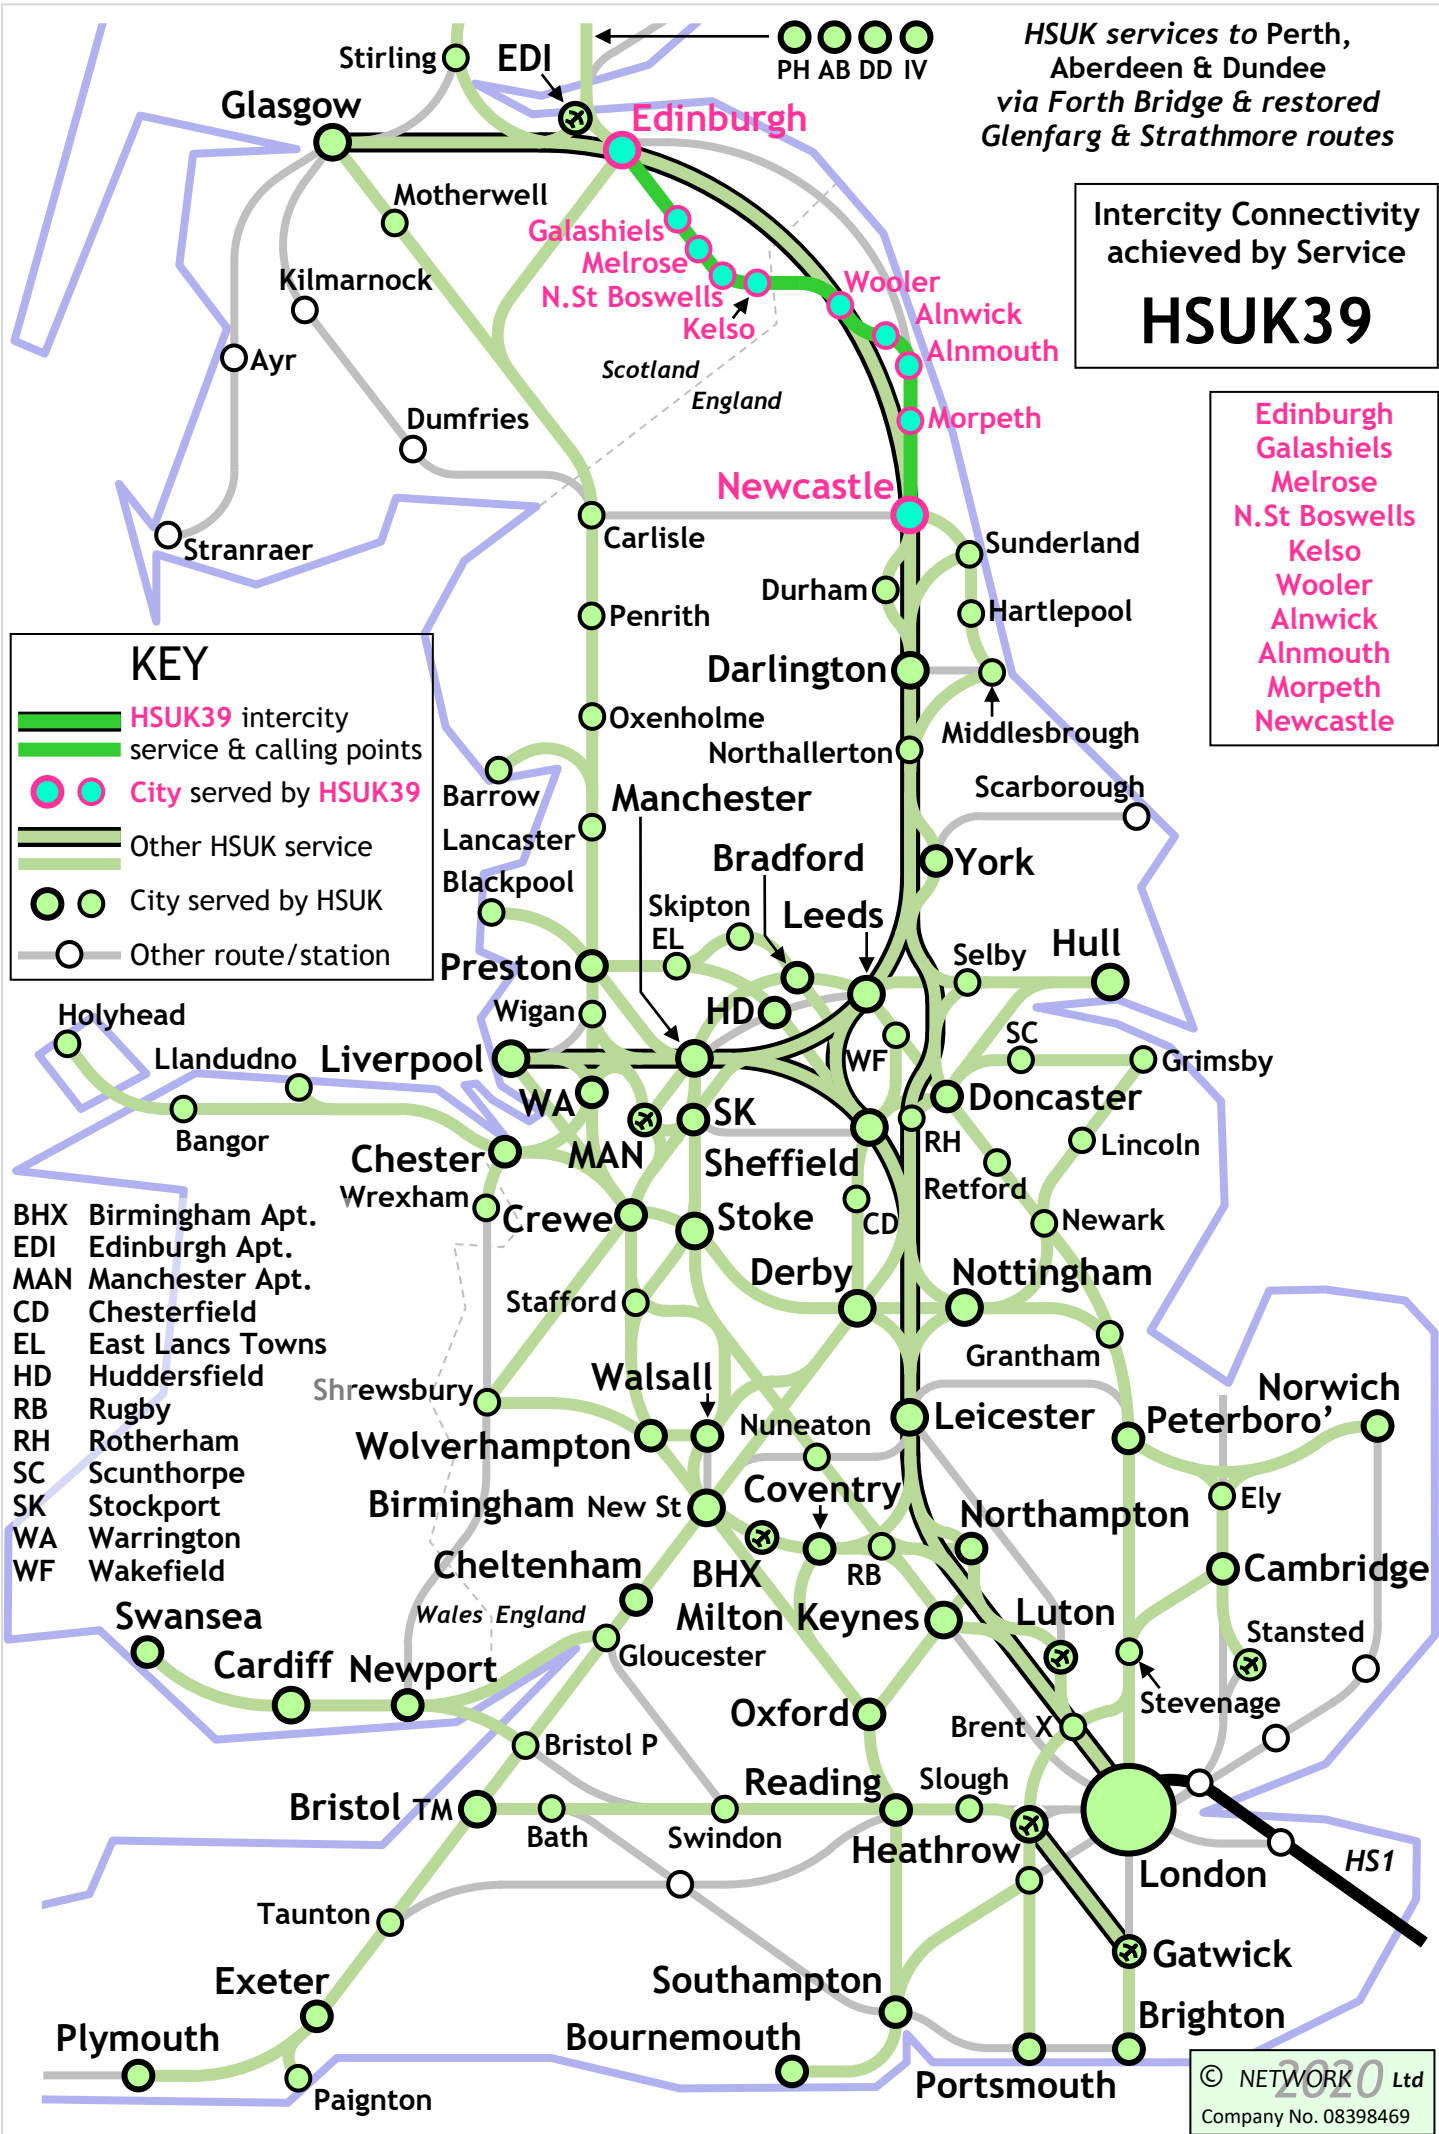 HSUK services to Perth,
Aberdeen & Dundee
via Forth Bridge & restored
Glenfarg & Strathmore routes
PH AB DD IV
Stirling
EDI
Glasgow
Edinburgh
Intercity Connectivity
achieved by Service
HSUK39
Motherwell
Galashiels
Melrose
N.St Boswells
Kelso
Kilmarnock
Wooler
Alnwick
Alnmouth
Ayr
Scotland
England
Morpeth
Dumfries
Edinburgh
Galashiels
Melrose
N.St Boswells
Kelso
Wooler
Alnwick
Alnmouth
Morpeth
Newcastle
Newcastle
Carlisle
Stranraer
Sunderland
Durham
Hartlepool
Penrith
Darlington
Middlesbrough
Oxenholme
Northallerton
KEY
HSUK39 intercity
service & calling points
City served by HSUK39
Other HSUK service
City served by HSUK
Other route/station
Barrow
Manchester
Scarborough
Lancaster
Bradford
York
Blackpool
Skipton
EL
Leeds
Selby
Hull
Preston
Wigan
HD
Holyhead
Llandudno
Liverpool
WF
SC
Grimsby
WA
SK
Doncaster
Bangor
MAN
RH
Lincoln
Chester
Sheffield
Retford
Wrexham
Crewe
Stoke
CD
Newark
BHX Birmingham Apt.
EDI Edinburgh Apt.
MAN Manchester Apt.
CD Chesterfield
EL East Lancs Towns
HD Huddersfield
RB Rugby
RH Rotherham
SC Scunthorpe
SK Stockport
WA Warrington
WF Wakefield
Derby
Nottingham
Stafford
Grantham
Walsall
Shrewsbury
Norwich
Nuneaton
Leicester
Peterboro’
Wolverhampton
Coventry
Ely
Birmingham New St
Northampton
Cheltenham
BHX
RB
Cambridge
Swansea
Wales England
Milton Keynes
Luton
Stansted
Gloucester
Cardiff
Newport
Stevenage
Oxford
Brent X
Bristol P
Reading
Slough
Bristol TM
Bath
Swindon
Heathrow
London
HS1
Taunton
Gatwick
Exeter
Southampton
Brighton
Plymouth
Bournemouth
Portsmouth
Paignton
© NETWORK 2020 Ltd
Company No. 08398469